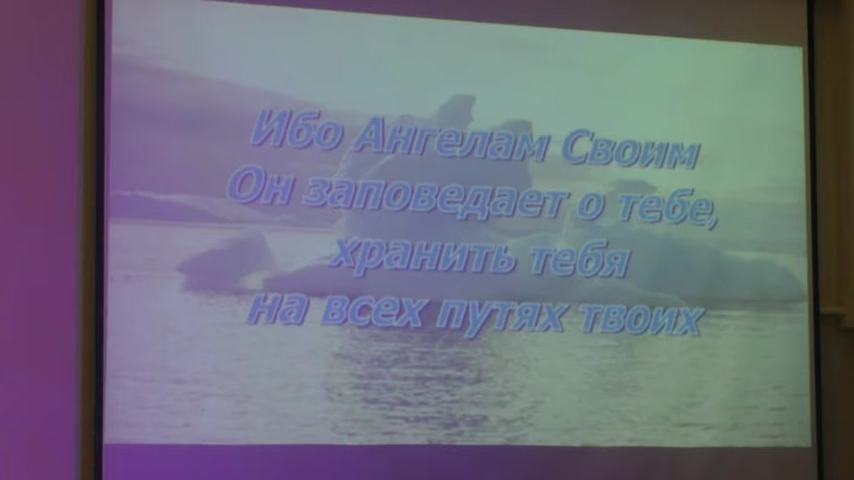 Ибо Ангелам Своим
Он заповедает о тебе,
хранить тебя
на всех путях твоих